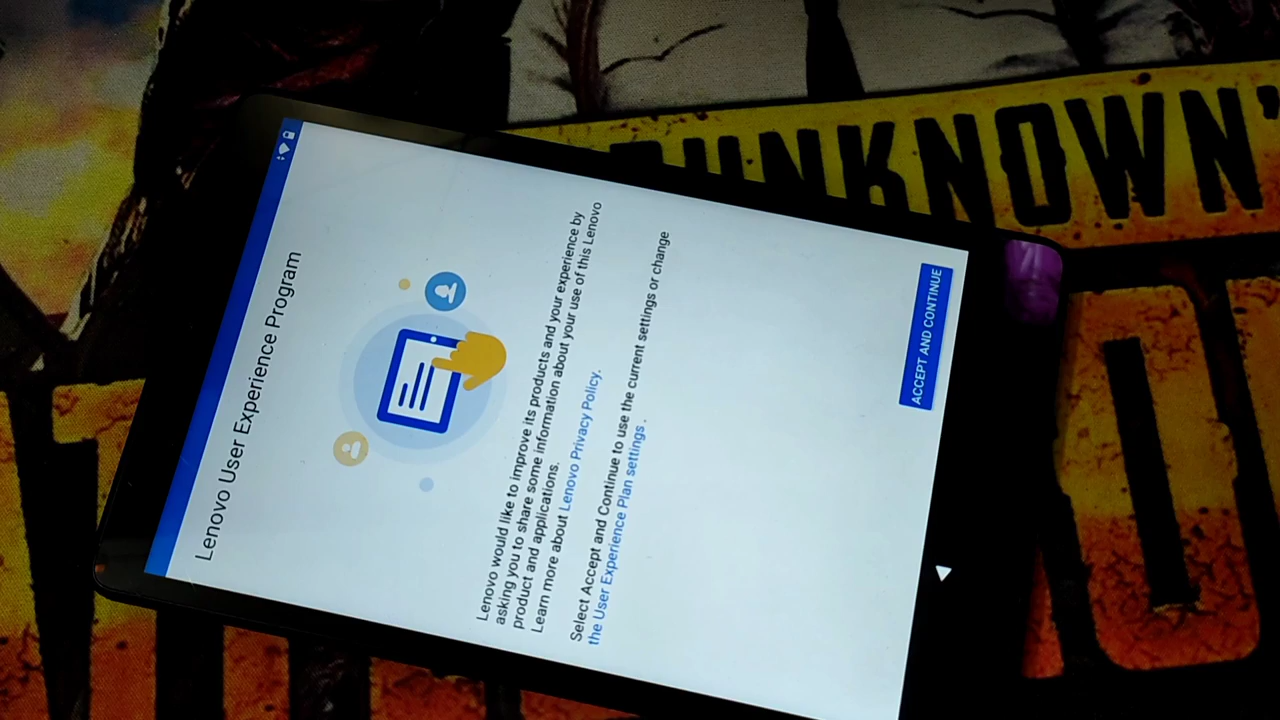 Lenovo User Experience Program
Lenovo would like to improve its products and your experience by
asking you to share some information about your use of this Lenovo
product and applications.
Learn more about Lenovo Privacy Policy.
Select Accept and Continue to use the current settings or change
the User Experience Plan settings .
ACCEPT AND CONTINUE
UNKNOWN'